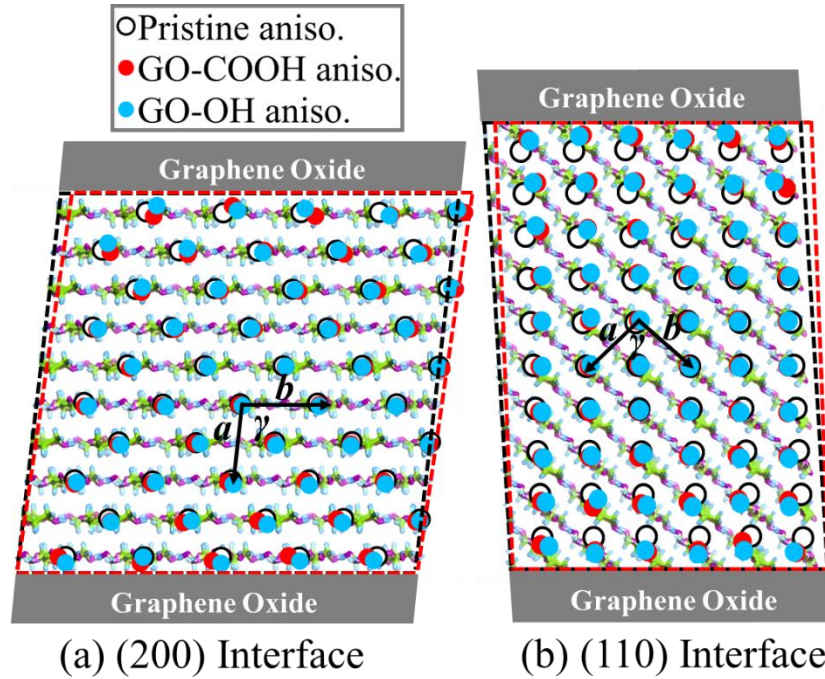 Pristine aniso.
GO-COOH aniso.
GO-OH aniso.
Graphene Oxide
a
b
γ
Graphene Oxide
(a) (200) Interface
Graphene Oxide
a
b
γ
Graphene Oxide
(b) (110) Interface